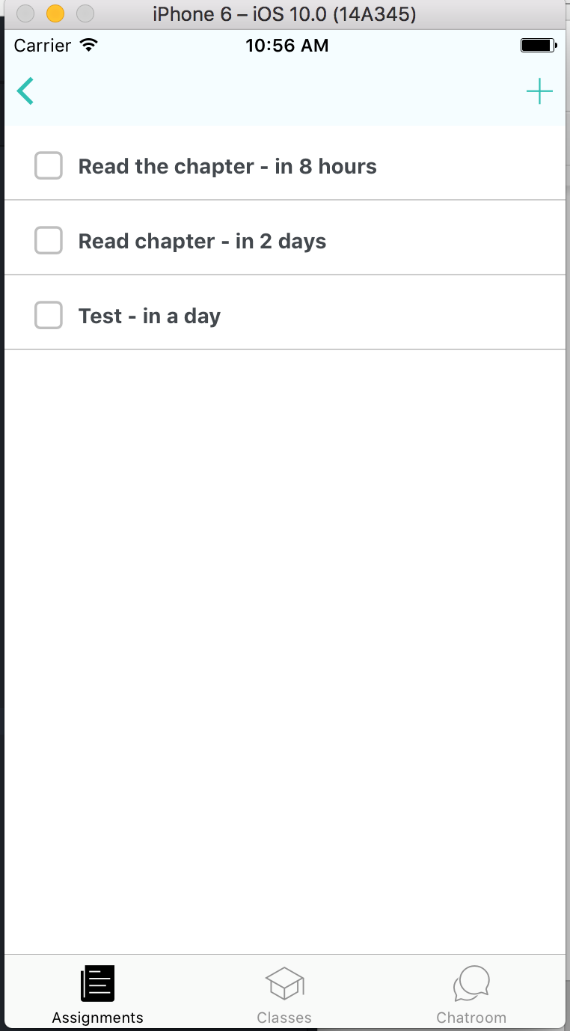 iPhone 6 – iOS 10.0 (14A345)
Carrier 10:56 AM
Read the chapter - in 8 hours
Read chapter - in 2 days
Test - in a day
Assignments Classes Chatroom